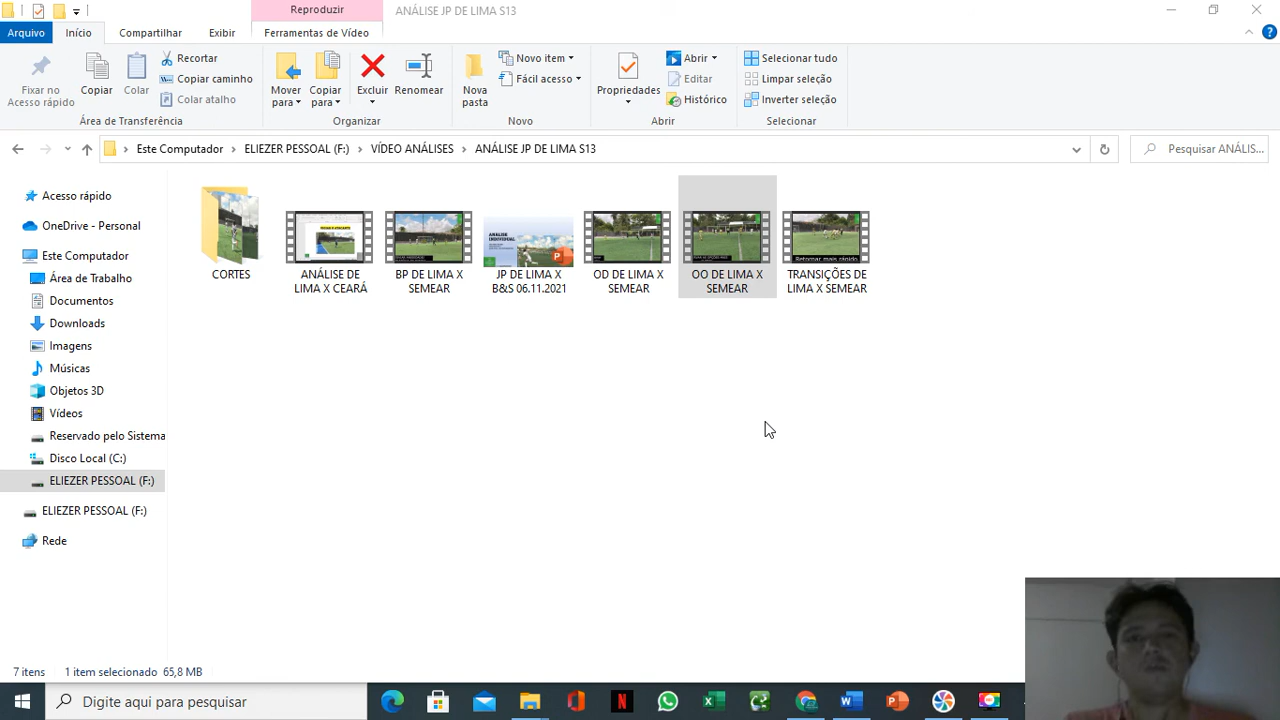 Reproduzir
ANÁLISE JP DE LIMA S13
Arquivo
Início
Compartilhar
Exibir
Ferramentas de Vídeo
Fixar no
Acesso rápido
Copiar
Colar
Recortar
Copiar caminho
Colar atalho
Mover
para
Copiar
para
Excluir
Renomear
Nova
pasta
Novo item
Fácil acesso
Propriedades
Abrir
Editar
Histórico
Selecionar tudo
Limpar seleção
Inverter seleção
Área de Transferência
Organizar
Novo
Abrir
Selecionar
Este Computador
ELIEZER PESSOAL (F:)
VÍDEO ANÁLISES
ANÁLISE JP DE LIMA S13
Pesquisar ANÁLIS...
Acesso rápido
OneDrive - Personal
Este Computador
Área de Trabalho
Documentos
Downloads
Imagens
Músicas
Objetos 3D
Vídeos
Reservado pelo Sistema
Disco Local (C:)
ELIEZER PESSOAL (F:)
ELIEZER PESSOAL (F:)
Rede
CORTES
ANÁLISE DE
LIMA X CEARÁ
BP DE LIMA X
SEMEAR
ANÁLISE
INDIVIDUAL
JP DE LIMA X
B&S 06.11.2021
OD DE LIMA X
SEMEAR
OO DE LIMA X
SEMEAR
Retornar mais rápido
TRANSIÇÕES DE
LIMA X SEMEAR
7 itens
1 item selecionado 65,8 MB
Digite aqui para pesquisar